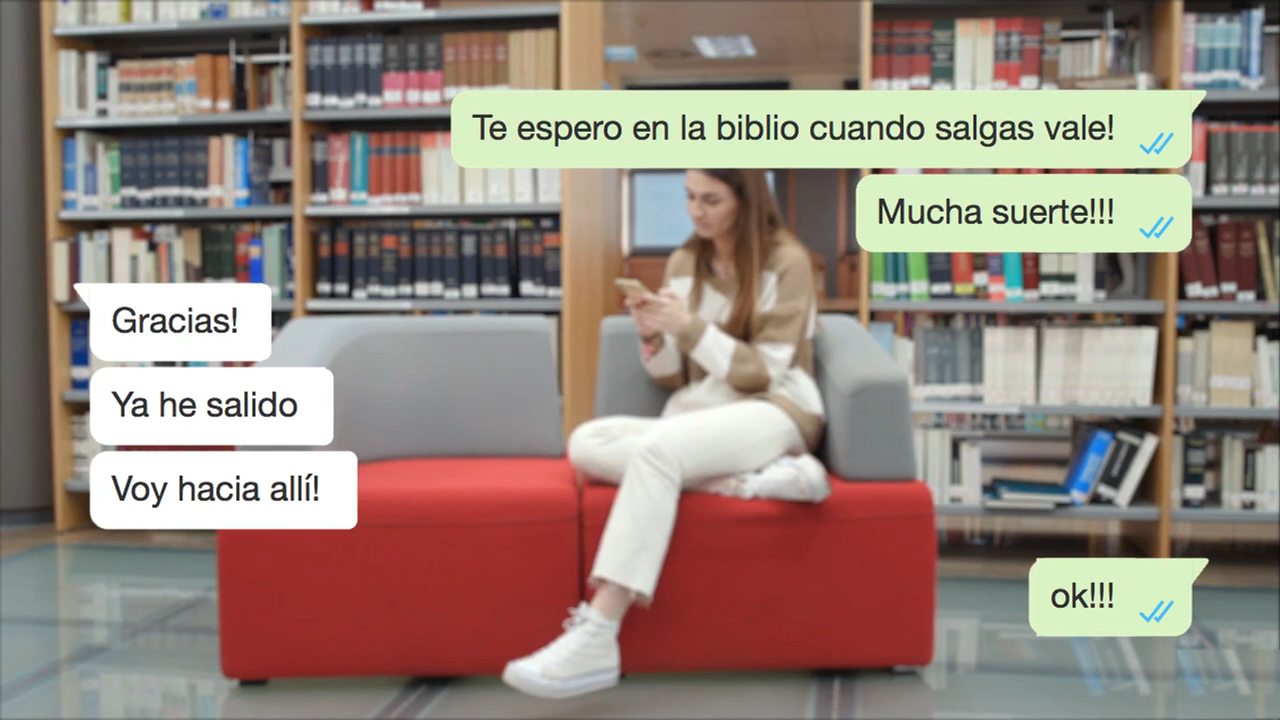 Te espero en la biblio cuando salgas vale!
Mucha suerte!!!
Gracias!
Ya he salido
Voy hacia allí!
ok!!!